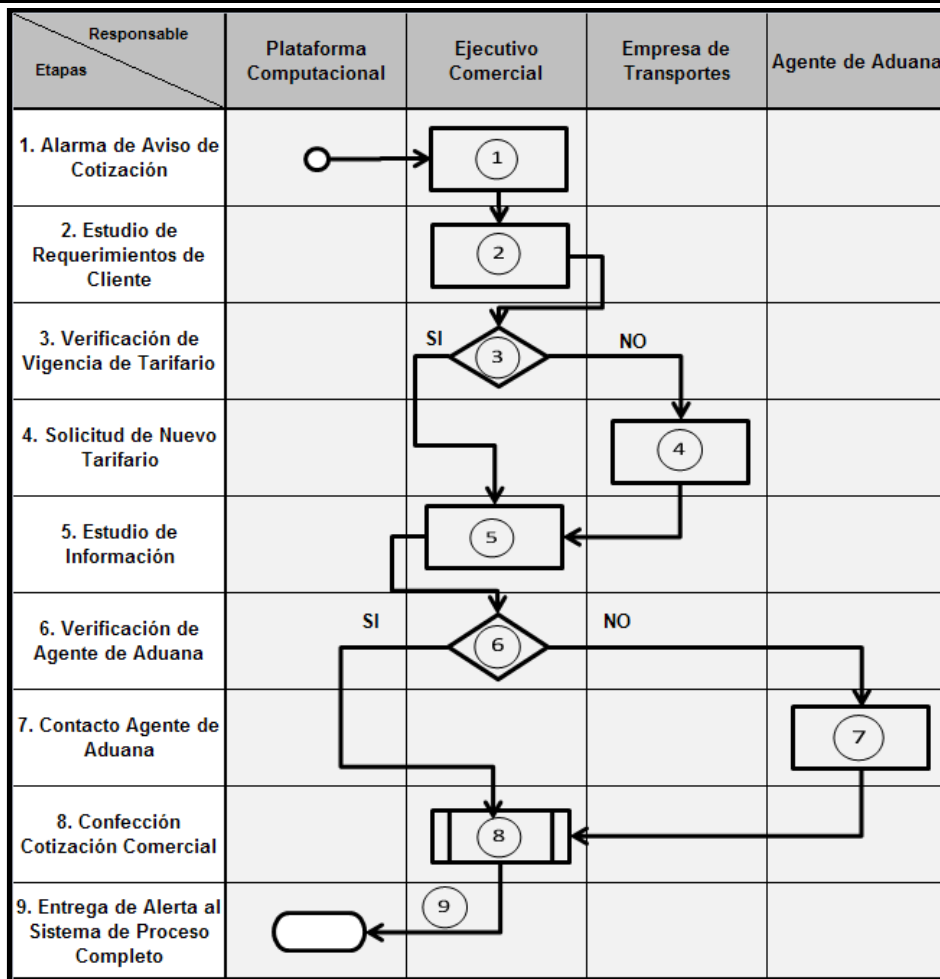 Responsable
Etapas
Plataforma
Computacional
Ejecutivo
Comercial
Empresa de
Transportes
Agente de Aduana
1. Alarma de Aviso de
Cotización
1
2. Estudio de
Requerimientos de
Cliente
2
3. Verificación de
Vigencia de Tarifario
SI
3
NO
4. Solicitud de Nuevo
Tarifario
4
5. Estudio de
Información
5
6. Verificación de
Agente de Aduana
SI
6
NO
7. Contacto Agente de
Aduana
7
8. Confección
Cotización Comercial
8
9. Entrega de Alerta al
Sistema de Proceso
Completo
9